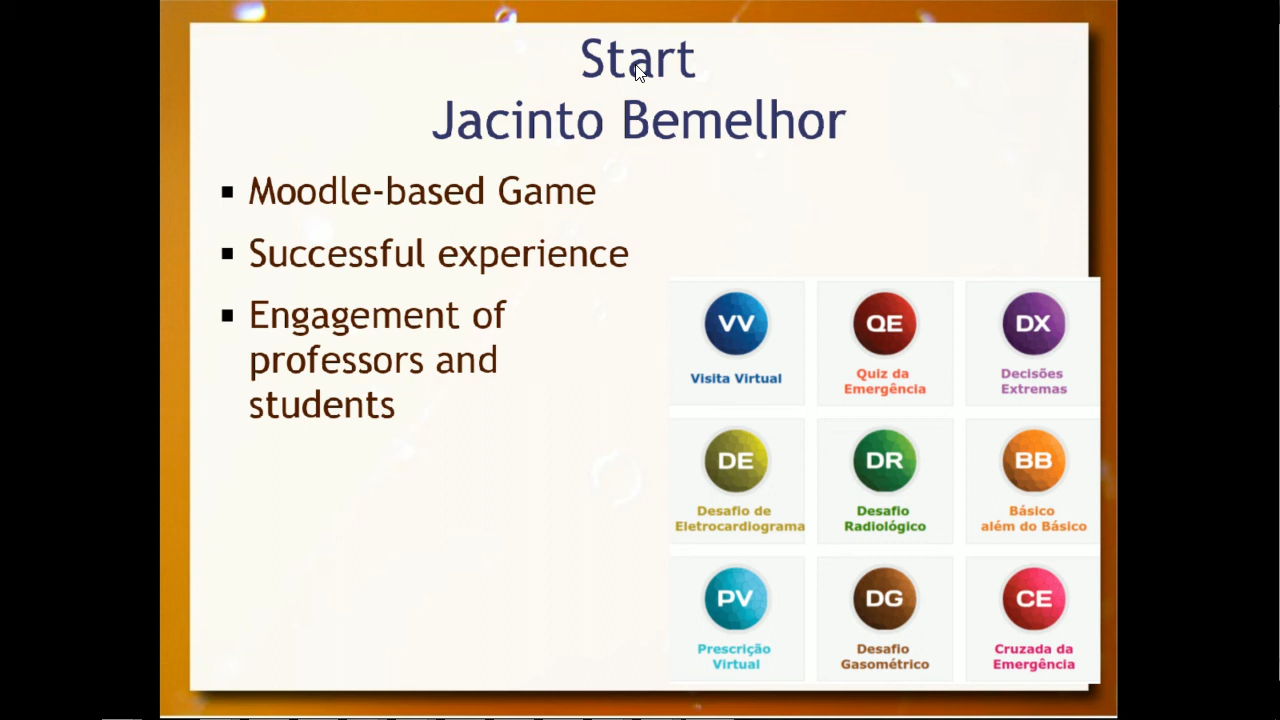 Start
Jacinto Bemelhor
Moodle-based Game
Successful experience
Engagement of
professors and
students
VV
Visita Virtual
QE
Quiz da
Emergência
DX
Decisões
Extremas
DE
Desafio de
Eletrocardiograma
DR
Desafio
Radiológico
BB
Básico
além do Básico
PV
Prescrição
Virtual
DG
Desafio
Gasométrico
CE
Cruzada da
Emergência